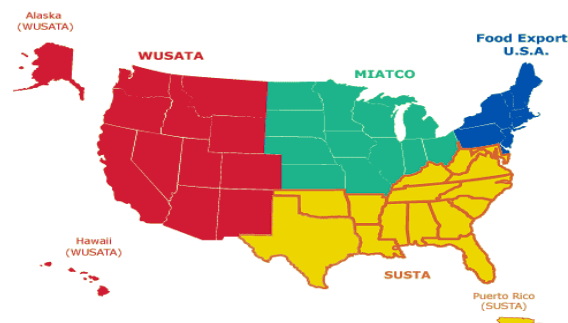 Alaska
(WUSATA)
WUSATA
MIATCO
Food Export
U.S.A.
Hawaii
(WUSATA)
SUSTA
Puerto Rico
(SUSTA)